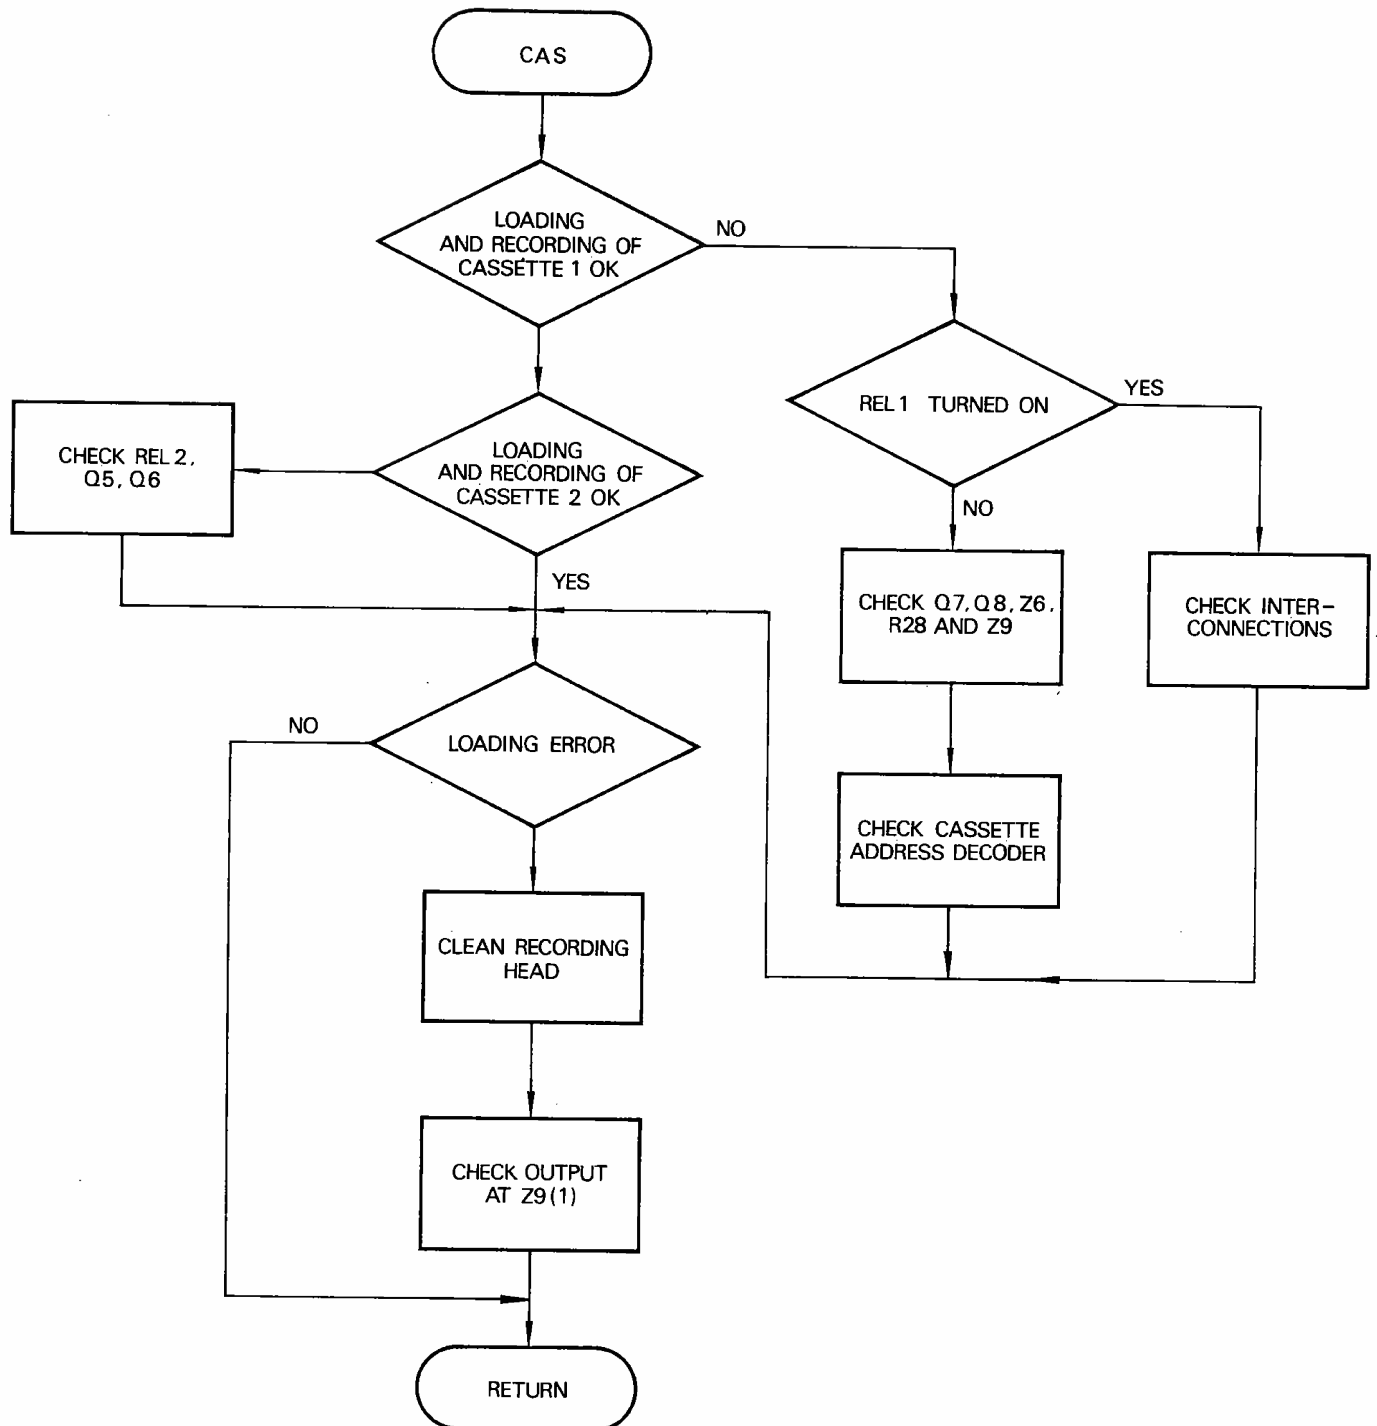 CAS
LOADING
AND RECORDING OF
CASSETTE 1 OK
NO
REL 1 TURNED ON
YES
NO
LOADING
AND RECORDING OF
CASSETTE 2 OK
CHECK REL 2,
Q5, Q6
YES
CHECK Q7, Q8, Z6,
R28 AND Z9
CHECK INTER-
CONNECTIONS
LOADING ERROR
NO
CHECK CASSETTE
ADDRESS DECODER
CLEAN RECORDING
HEAD
CHECK OUTPUT
AT Z9(1)
RETURN